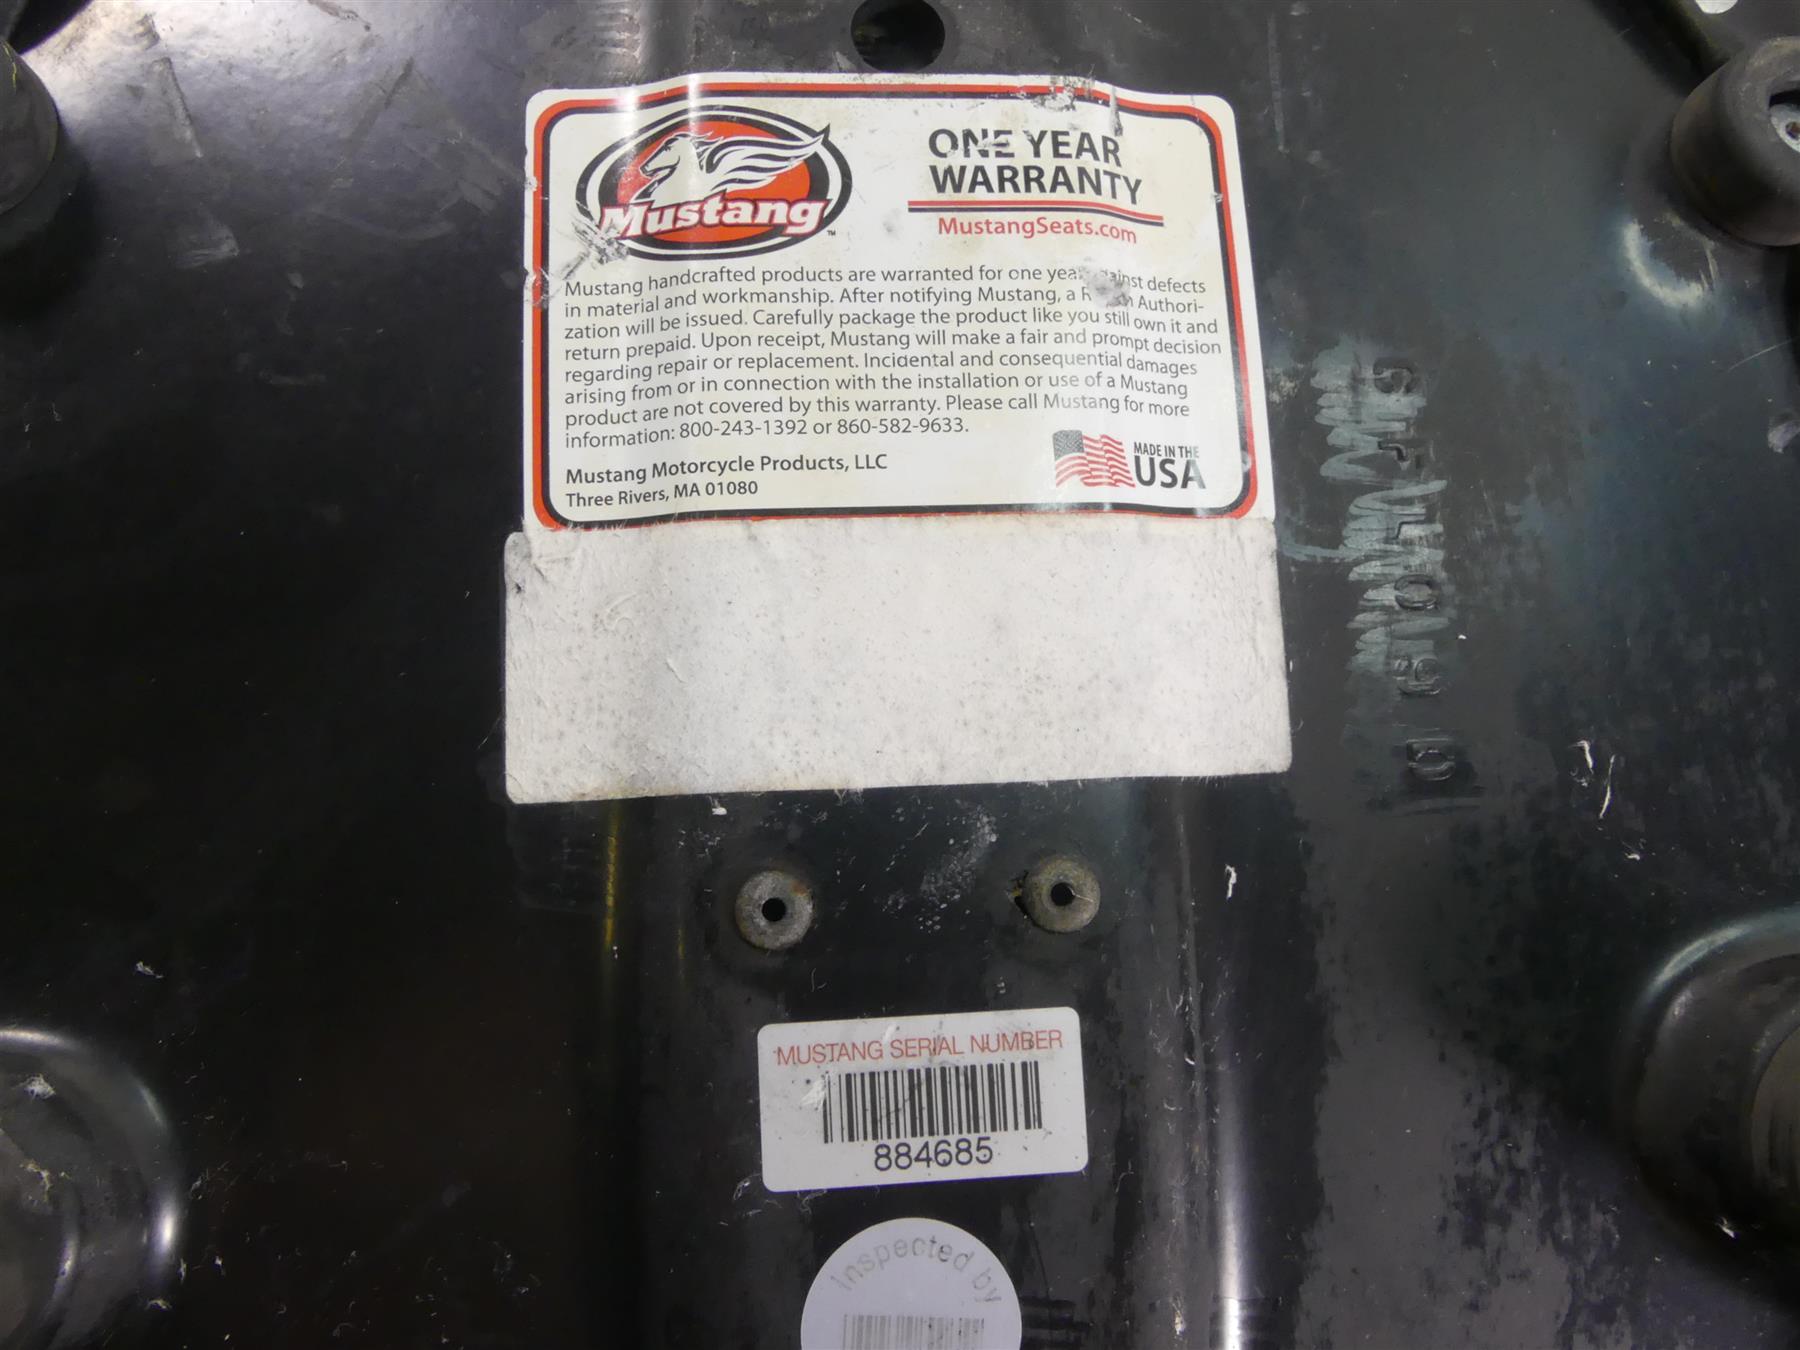 Mustang™
ONE YEAR
WARRANTY
MustangSeats.com
Mustang handcrafted products are warranted for one year against defects
in material and workmanship. After notifying Mustang, a Authori-
zation will be issued. Carefully package the product like you still own it and
return prepaid. Upon receipt, Mustang will make a fair and prompt decision
regarding repair or replacement. Incidental and consequential damages
arising from or in connection with the installation or use of a Mustang
product are not covered by this warranty. Please call Mustang for more
information: 800-243-1392 or 860-582-9633.
Mustang Motorcycle Products, LLC
Three Rivers, MA 01080
MADE IN THE
USA
MUSTANG SERIAL NUMBER
884685
Inspected by